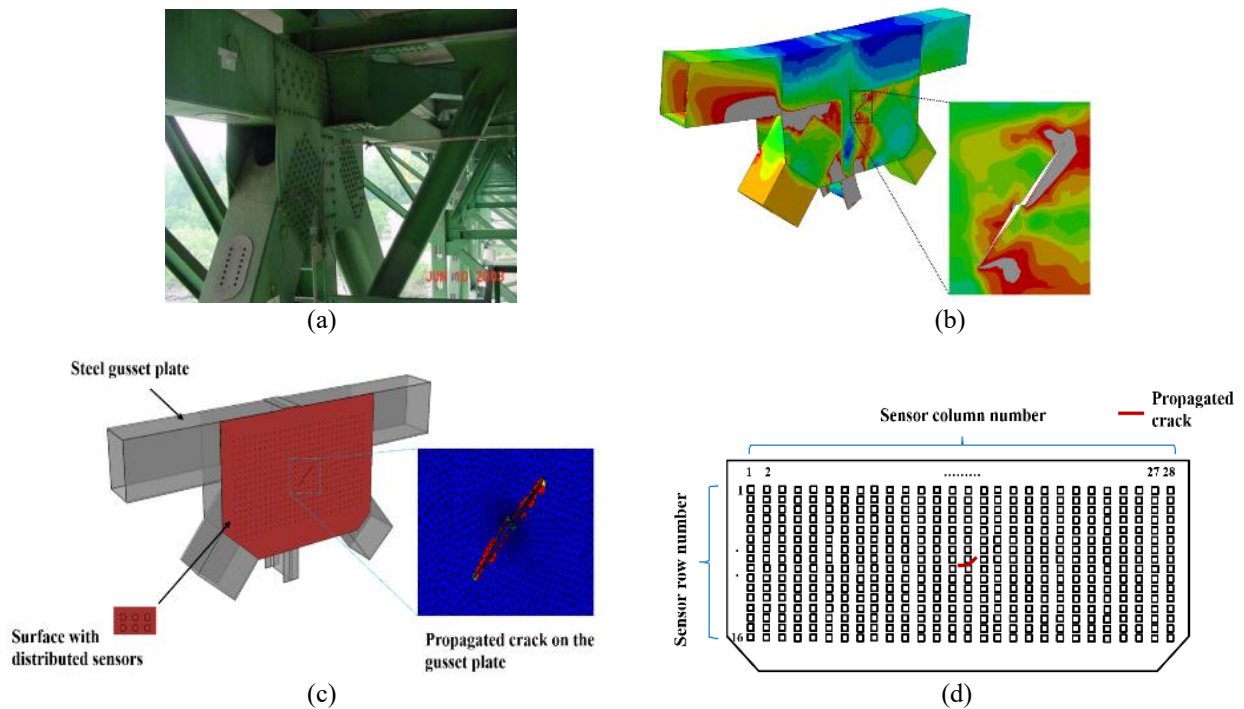 JUN 10 2003
(a)
(b)
Steel gusset plate
Surface with
distributed sensors
Propagated crack on the
gusset plate
(c)
Propagated
crack
Sensor column number
1 2 ......... 27 28
1
.
.
16
Sensor row number
(d)